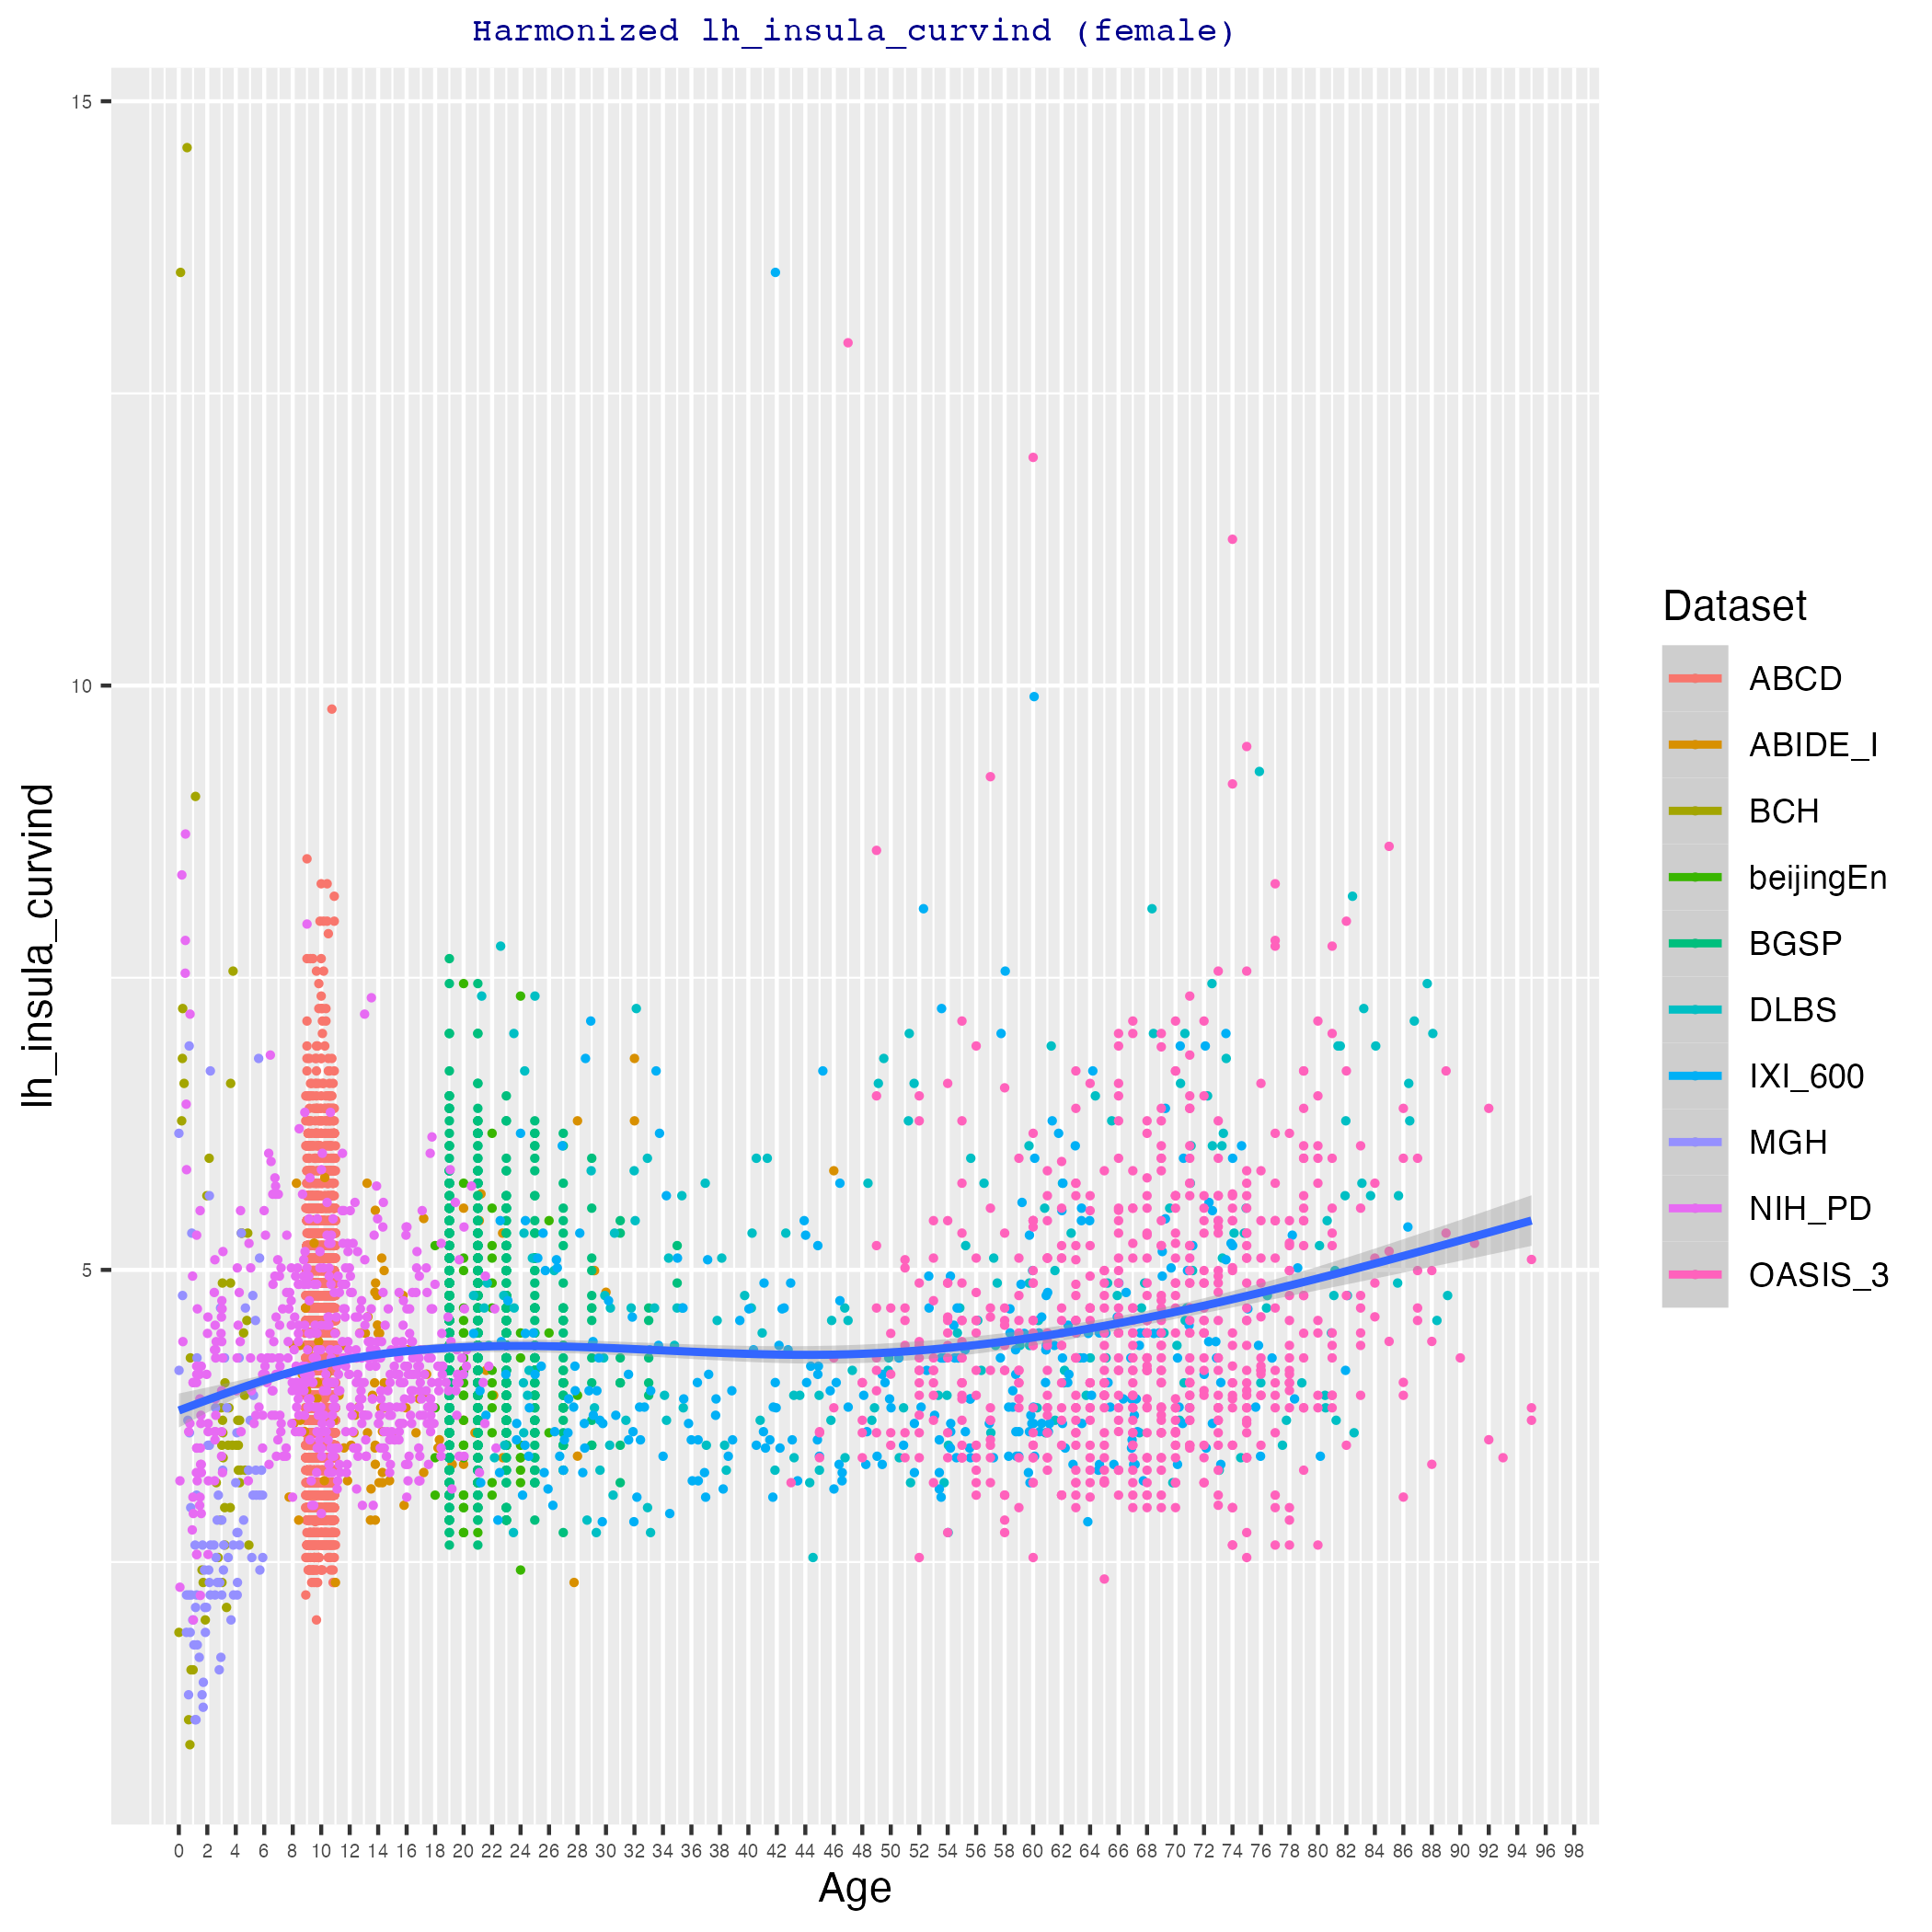 Harmonized lh_insula_curvind (female)
15
10
5
lh_insula_curvind
0 2 4 6 8 10 12 14 16 18 20 22 24 26 28 30 32 34 36 38 40 42 44 46 48 50 52 54 56 58 60 62 64 66 68 70 72 74 76 78 80 82 84 86 88 90 92 94 96 98
Age
Dataset
ABCD
ABIDE_I
BCH
beijingEn
BGSP
DLBS
IXI_600
MGH
NIH_PD
OASIS_3